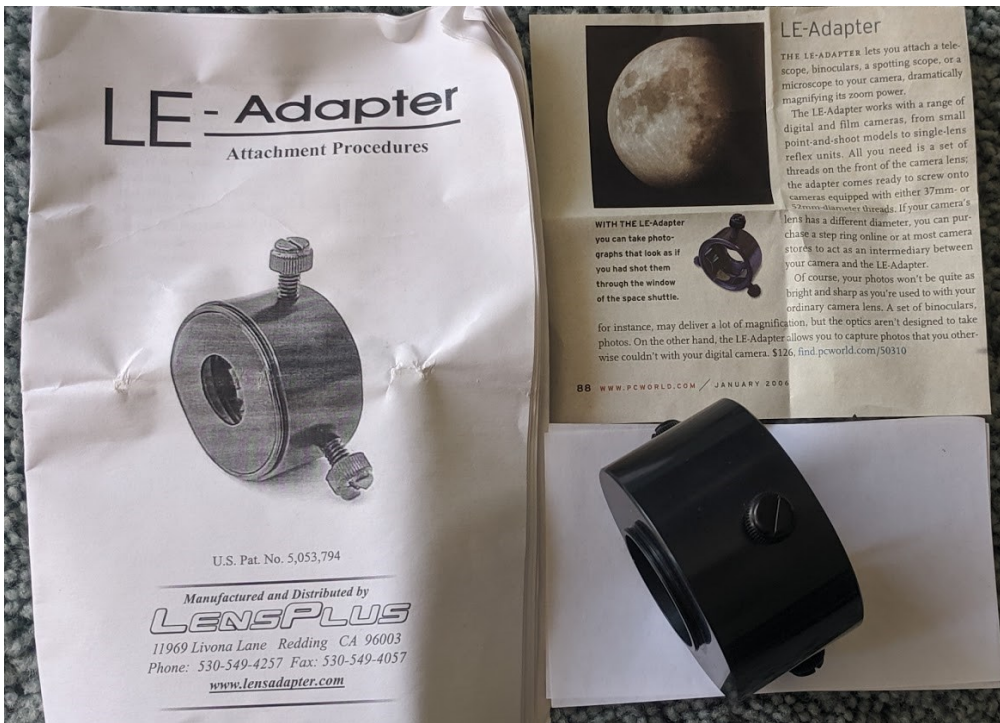 LE - Adapter
Attachment Procedures
U.S. Pat. No. 5,053,794
Manufactured and Distributed by
LENSPLUS
11969 Livona Lane Redding CA 96003
Phone: 530-549-4257 Fax: 530-549-4057
www.lensadapter.com
LE-Adapter
THE LE-ADAPTER lets you attach a tele-
scope, binoculars, a spotting scope, or a
microscope to your camera, dramatically
magnifying its zoom power.
The LE-Adapter works with a range of
digital and film cameras, from small
point-and-shoot models to single-lens
reflex units. All you need is a set of
threads on the front of the camera lens;
the adapter comes ready to screw onto
cameras equipped with either 37mm- or
52mm-diameter threads. If your camera's
lens has a different diameter, you can pur-
chase a step ring online or at most camera
stores to act as an intermediary between
your camera and the LE-Adapter.
Of course, your photos won't be quite as
bright and sharp as you're used to with your
ordinary camera lens. A set of binoculars,
for instance, may deliver a lot of magnification, but the optics aren't designed to take
photos. On the other hand, the LE-Adapter allows you to capture photos that you other-
wise couldn't with your digital camera. $126, find.pcworld.com/50310
WITH THE LE-Adapter
you can take photo-
graphs that look as if
you had shot them
through the window
of the space shuttle.
88 WWW.PCWORLD.COM / JANUARY 2006